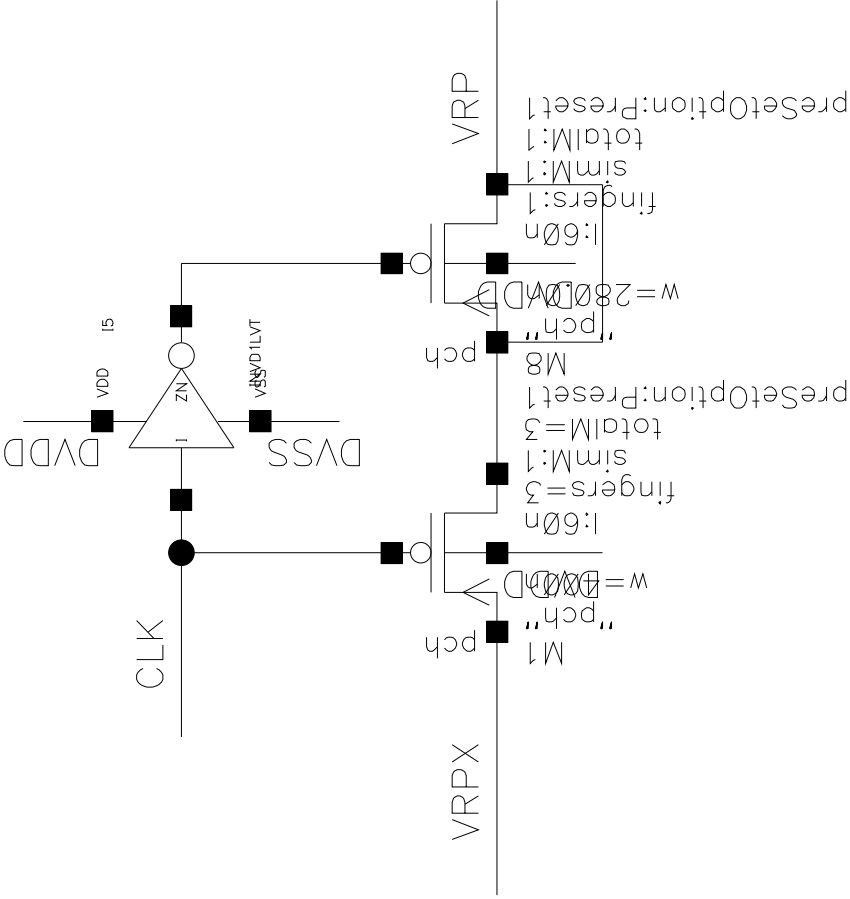 VRP
preSetOption:Preset1
totalM:1
simM:1
fingers:1
l:60n
w=280.0n
DVDD
"pch"
pch
M8
I5
VDD
ZN
INVD1LVT
VSS
I
DVDD
DVSS
preSetOption:Preset1
totalM=3
simM:1
fingers=3
l:60n
w=400n
DVDD
"pch"
pch
M1
CLK
VRPX